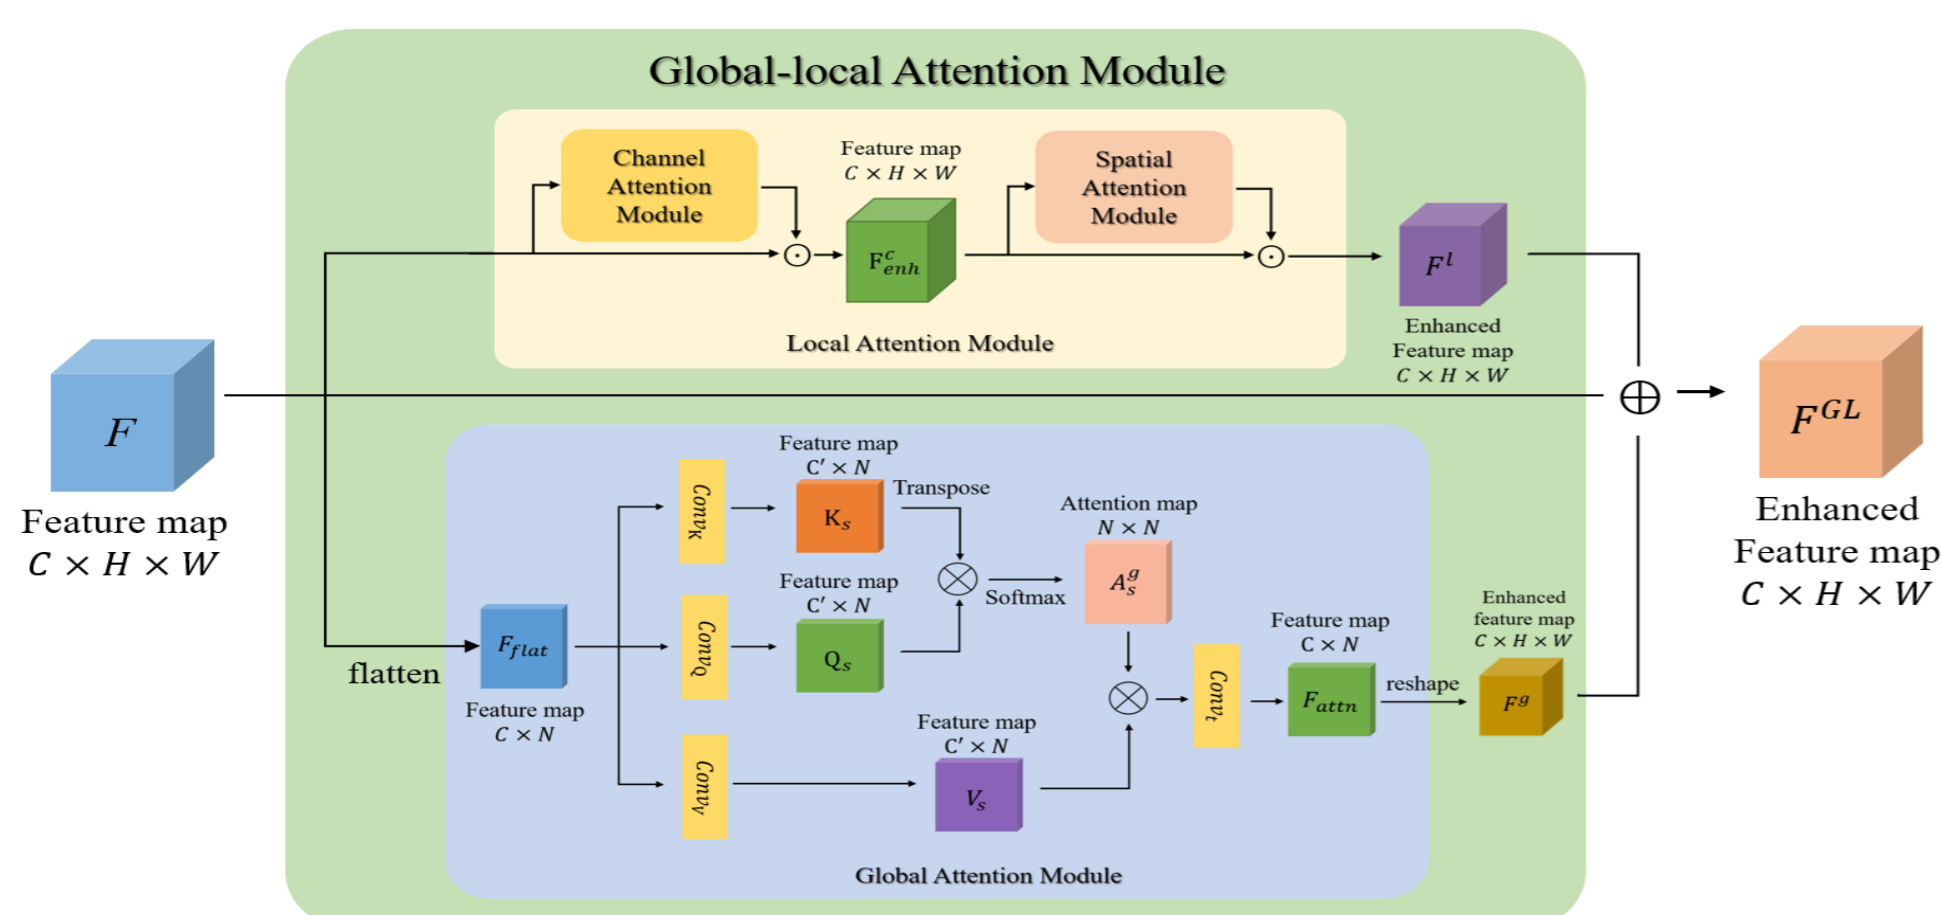 Global-local Attention Module
Channel
Attention
Module
Feature map
C × H × W
Spatial
Attention
Module
F^c_enh
F^l
Enhanced
Feature map
C × H × W
Local Attention Module
F
Feature map
C × H × W
F^GL
Enhanced
Feature map
C × H × W
flatten
F_flat
Feature map
C × N
Conv_K
Feature map
C′ × N
K_s
Transpose
Conv_Q
Feature map
C′ × N
Q_s
Softmax
Attention map
N × N
A^g_s
Conv_V
Feature map
C′ × N
V_s
Conv_t
Feature map
C × N
F_attn
reshape
Enhanced
feature map
C × H × W
F^g
Global Attention Module